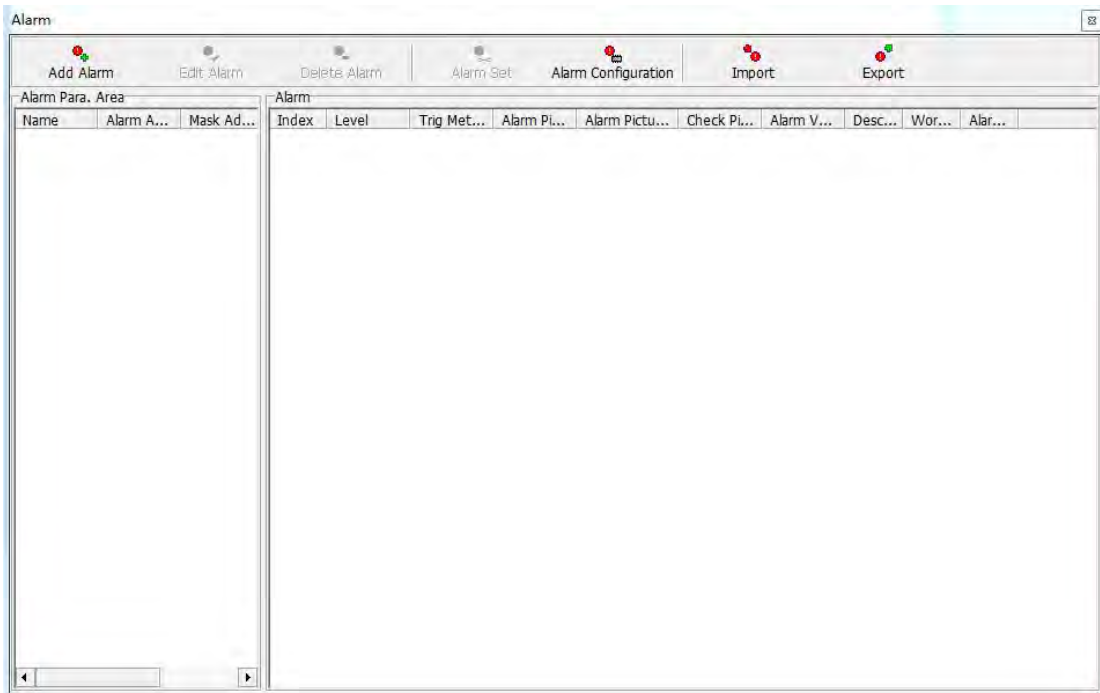 Alarm
Add Alarm Edit Alarm Delete Alarm Alarm Set Alarm Configuration Import Export
Alarm Para. Area Alarm
Name Alarm A... Mask Ad... Index Level Trig Met... Alarm Pi... Alarm Pictu... Check Pi... Alarm V... Desc... Wor... Alar...